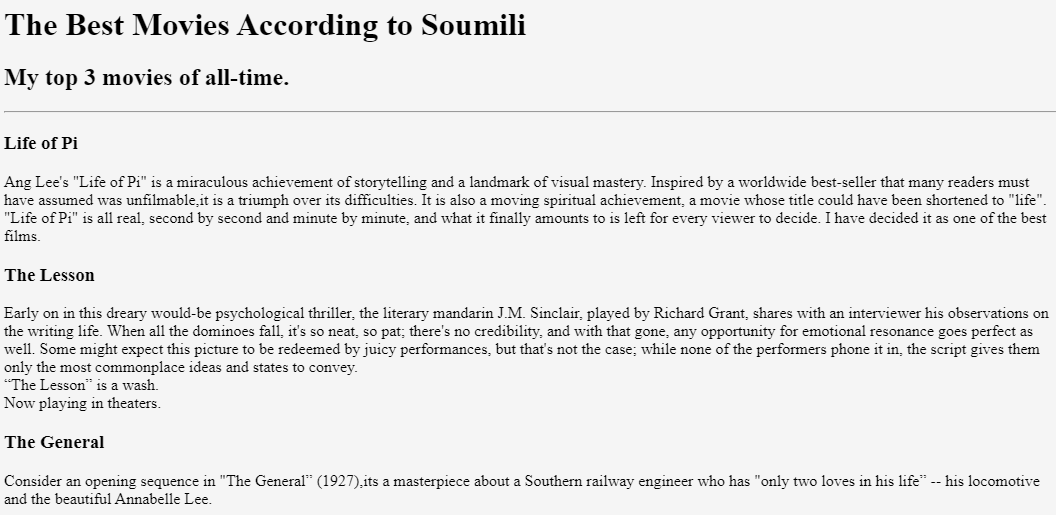 The Best Movies According to Soumili
My top 3 movies of all-time.
Life of Pi
Ang Lee's "Life of Pi" is a miraculous achievement of storytelling and a landmark of visual mastery. Inspired by a worldwide best-seller that many readers must
have assumed was unfilmable,it is a triumph over its difficulties. It is also a moving spiritual achievement, a movie whose title could have been shortened to "life".
"Life of Pi" is all real, second by second and minute by minute, and what it finally amounts to is left for every viewer to decide. I have decided it as one of the best
films.
The Lesson
Early on in this dreary would-be psychological thriller, the literary mandarin J.M. Sinclair, played by Richard Grant, shares with an interviewer his observations on
the writing life. When all the dominoes fall, it's so neat, so pat; there's no credibility, and with that gone, any opportunity for emotional resonance goes perfect as
well. Some might expect this picture to be redeemed by juicy performances, but that's not the case; while none of the performers phone it in, the script gives them
only the most commonplace ideas and states to convey.
“The Lesson” is a wash.
Now playing in theaters.
The General
Consider an opening sequence in "The General” (1927),its a masterpiece about a Southern railway engineer who has "only two loves in his life” -- his locomotive
and the beautiful Annabelle Lee.